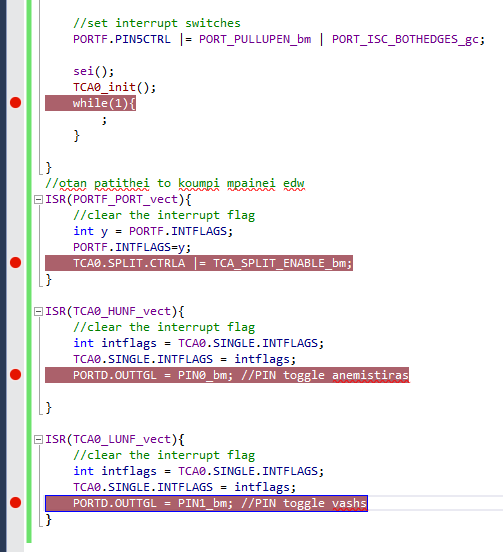 //set interrupt switches
PORTF.PIN5CTRL |= PORT_PULLUPEN_bm | PORT_ISC_BOTHEDGES_gc;
sei();
TCA0_init();
while(1){
;
}
}
//otan patithei to koumpi mpainei edw
ISR(PORTF_PORT_vect){
//clear the interrupt flag
int y = PORTF.INTFLAGS;
PORTF.INTFLAGS=y;
TCA0.SPLIT.CTRLA |= TCA_SPLIT_ENABLE_bm;
}
ISR(TCA0_HUNF_vect){
//clear the interrupt flag
int intflags = TCA0.SINGLE.INTFLAGS;
TCA0.SINGLE.INTFLAGS = intflags;
PORTD.OUTTGL = PIN0_bm; //PIN toggle anemistiras
}
ISR(TCA0_LUNF_vect){
//clear the interrupt flag
int intflags = TCA0.SINGLE.INTFLAGS;
TCA0.SINGLE.INTFLAGS = intflags;
PORTD.OUTTGL = PIN1_bm; //PIN toggle vashs
}